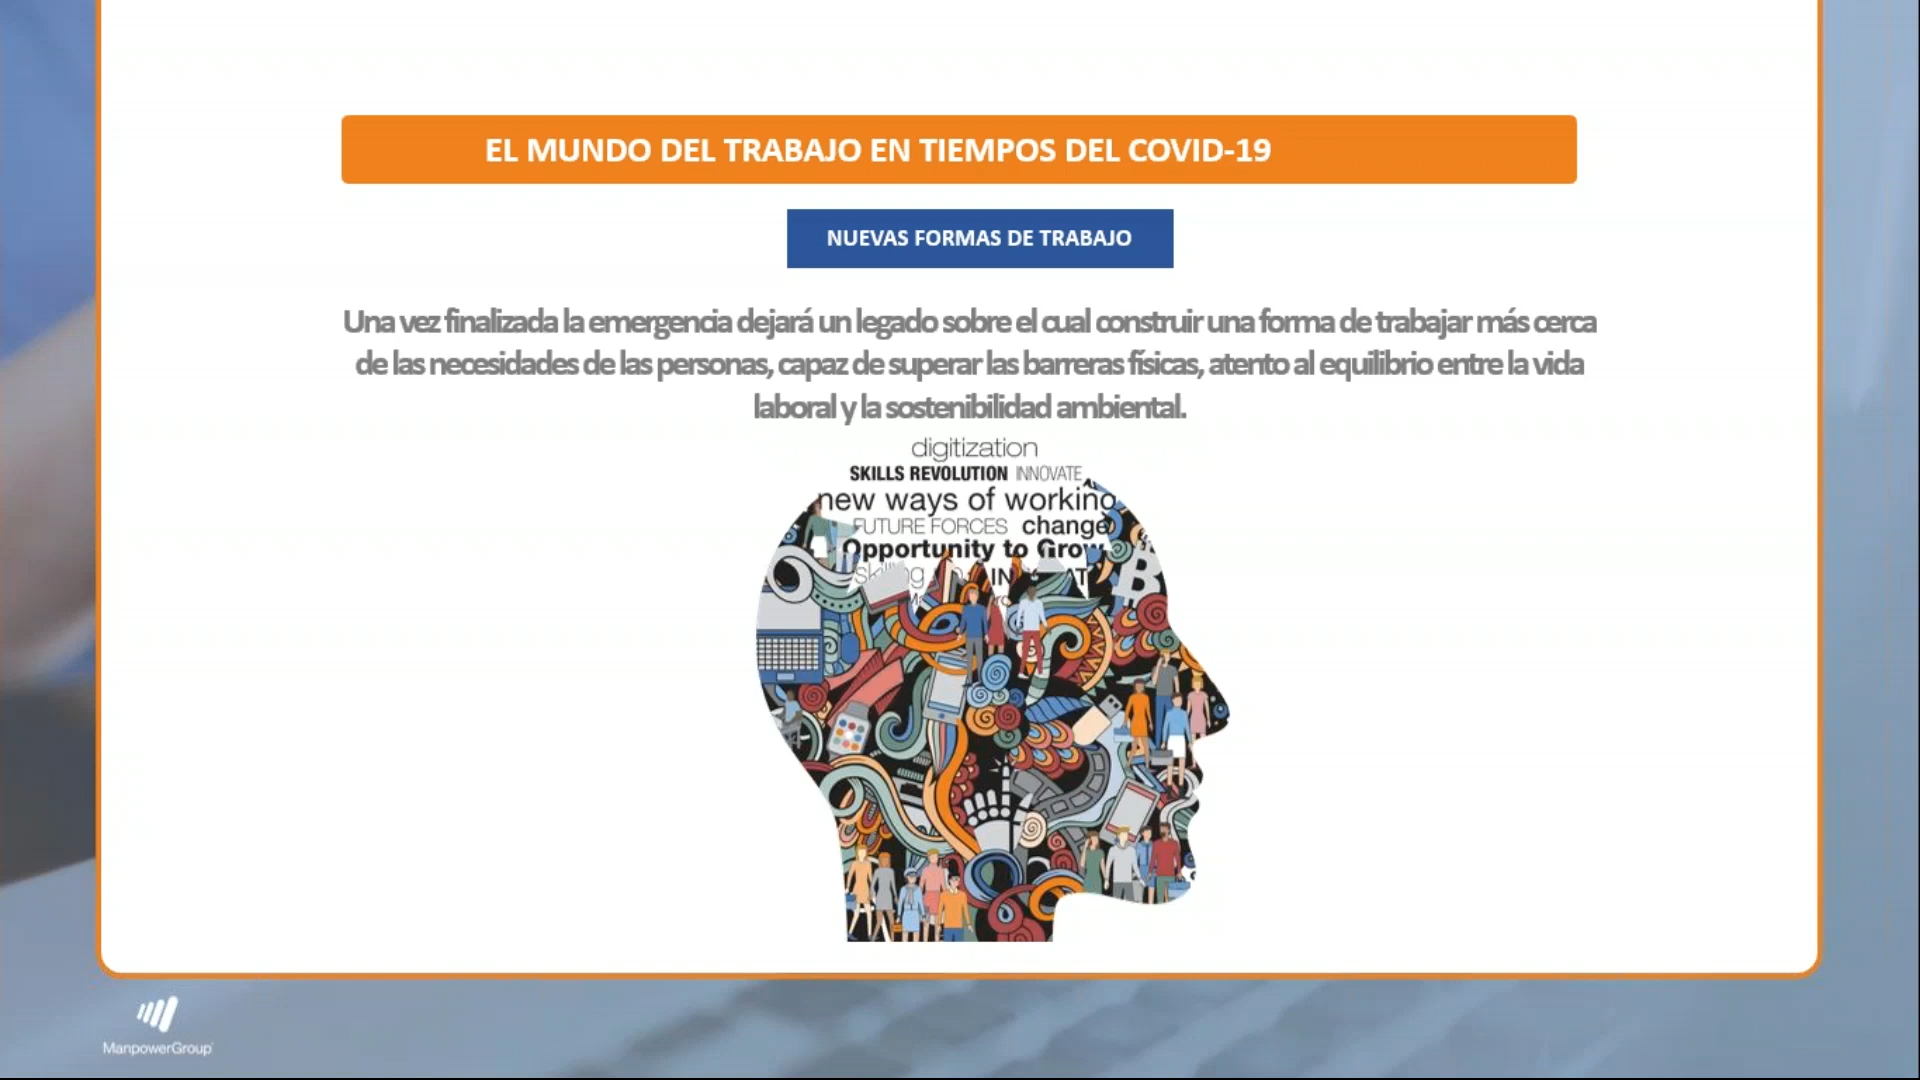 EL MUNDO DEL TRABAJO EN TIEMPOS DEL COVID-19
NUEVAS FORMAS DE TRABAJO
Una vez finalizada la emergencia dejará un legado sobre el cual construir una forma de trabajar más cerca
de las necesidades de las personas, capaz de superar las barreras físicas, atento al equilibrio entre la vida
laboral y la sostenibilidad ambiental.
digitization
SKILLS REVOLUTION INNOVATE
new ways of working
FUTURE FORCES change
Opportunity to Grow
ManpowerGroup